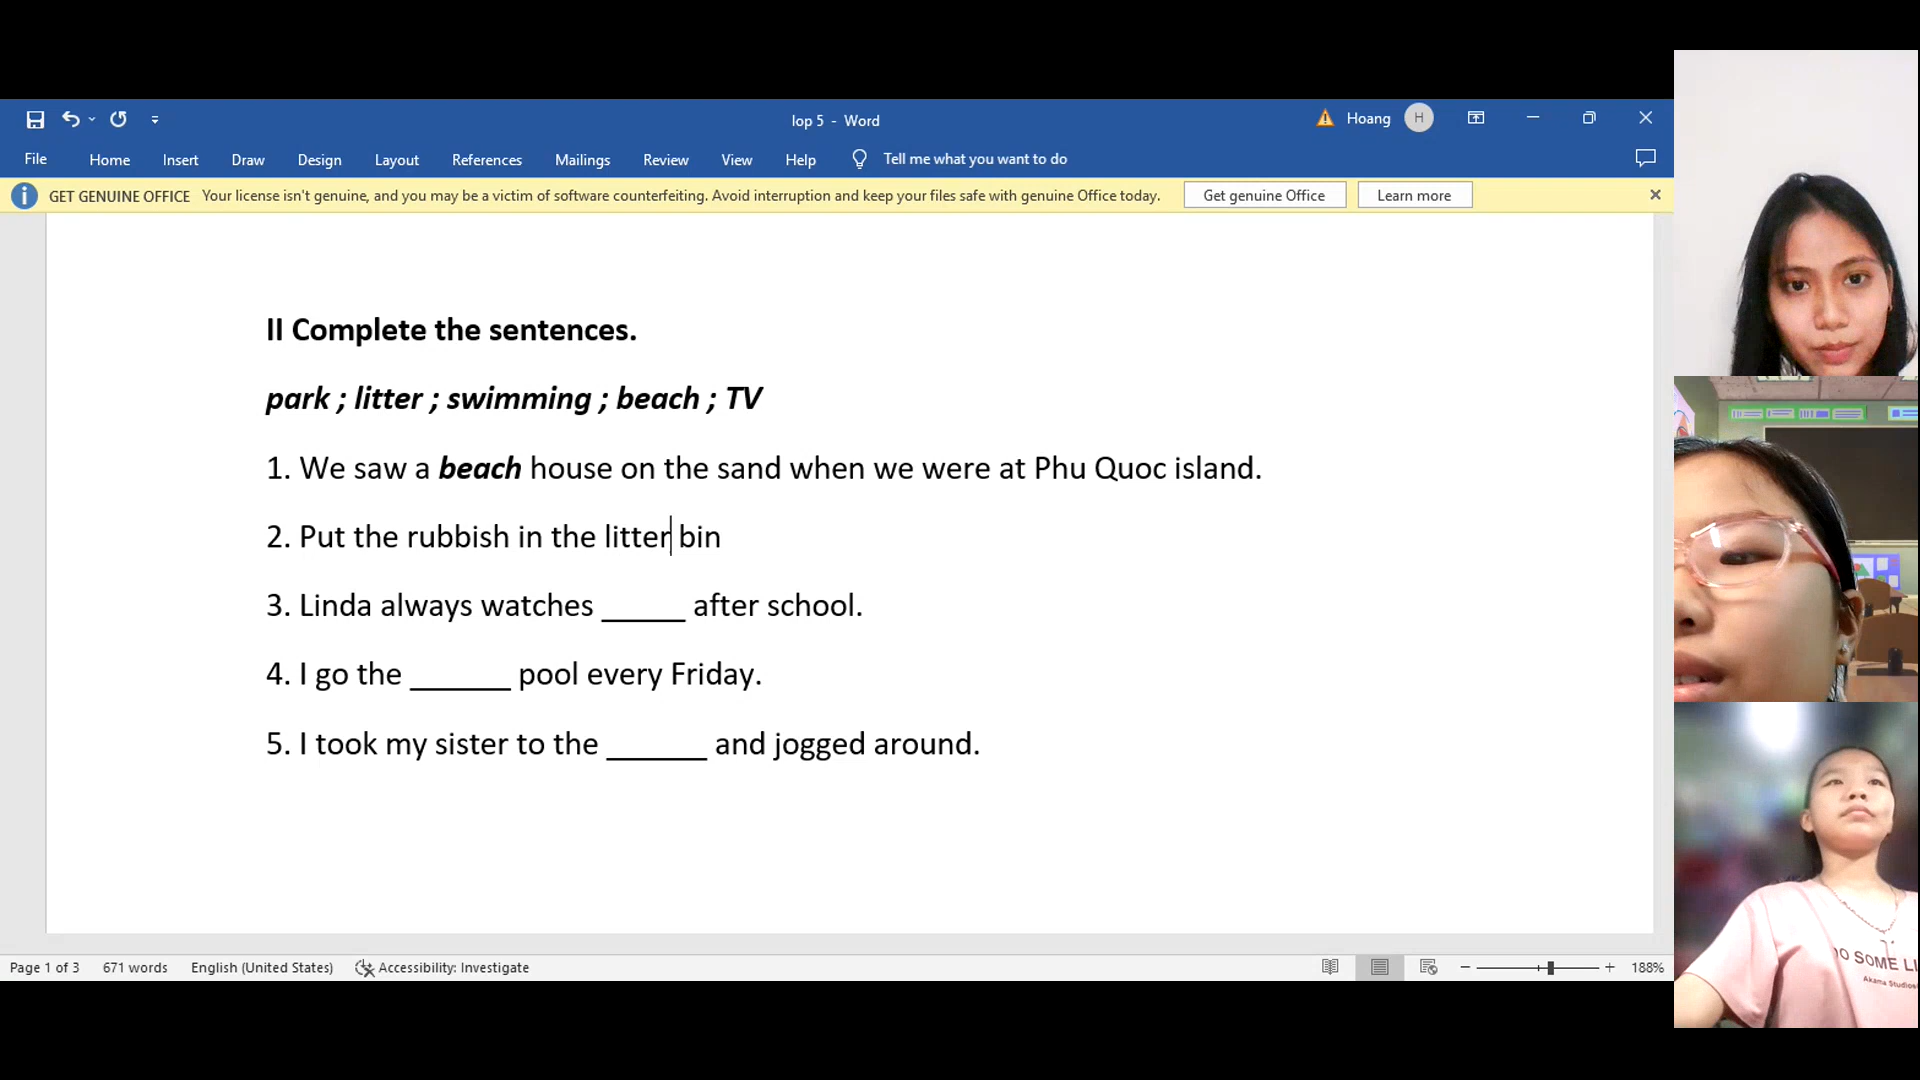 lop 5 - Word
Hoang
H
File Home Insert Draw Design Layout References Mailings Review View Help Tell me what you want to do
GET GENUINE OFFICE Your license isn't genuine, and you may be a victim of software counterfeiting. Avoid interruption and keep your files safe with genuine Office today. Get genuine Office Learn more
II Complete the sentences.
park ; litter ; swimming ; beach ; TV
1. We saw a beach house on the sand when we were at Phu Quoc island.
2. Put the rubbish in the litter bin
3. Linda always watches _____ after school.
4. I go the ______ pool every Friday.
5. I took my sister to the ______ and jogged around.
Page 1 of 3 671 words English (United States) Accessibility: Investigate 188%
O SOME LI
Akama Studios